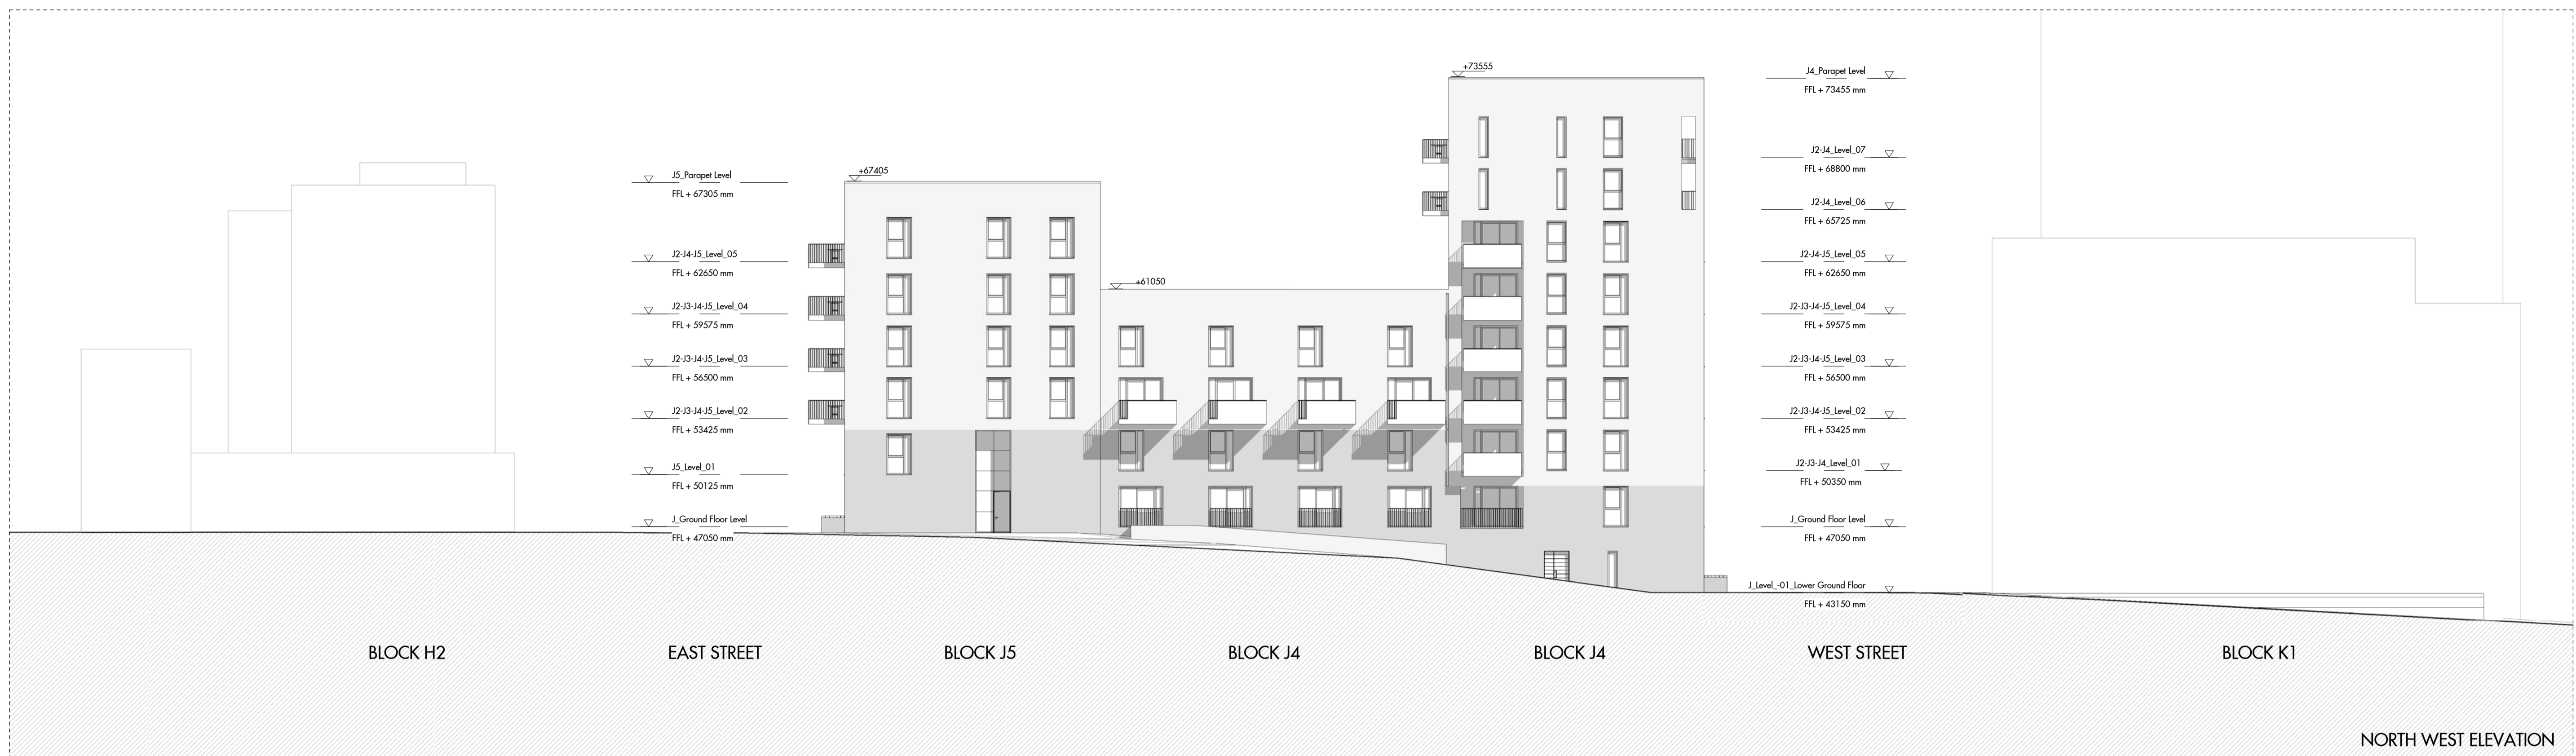 +73555
J4_Parapet Level
FFL + 73455 mm
J2-J4_Level_07
FFL + 68800 mm
+67405
J5_Parapet Level
FFL + 67305 mm
J2-J4_Level_06
FFL + 65725 mm
J2-J4-J5_Level_05
FFL + 62650 mm
J2-J4-J5_Level_05
FFL + 62650 mm
+61050
J2-J3-J4-J5_Level_04
FFL + 59575 mm
J2-J3-J4-J5_Level_04
FFL + 59575 mm
J2-J3-J4-J5_Level_03
FFL + 56500 mm
J2-J3-J4-J5_Level_03
FFL + 56500 mm
J2-J3-J4-J5_Level_02
FFL + 53425 mm
J2-J3-J4-J5_Level_02
FFL + 53425 mm
J5_Level_01
FFL + 50125 mm
J2-J3-J4_Level_01
FFL + 50350 mm
J_Ground Floor Level
FFL + 47050 mm
J_Ground Floor Level
FFL + 47050 mm
J_Level_-01_Lower Ground Floor
FFL + 43150 mm
BLOCK H2
EAST STREET
BLOCK J5
BLOCK J4
BLOCK J4
WEST STREET
BLOCK K1
NORTH WEST ELEVATION